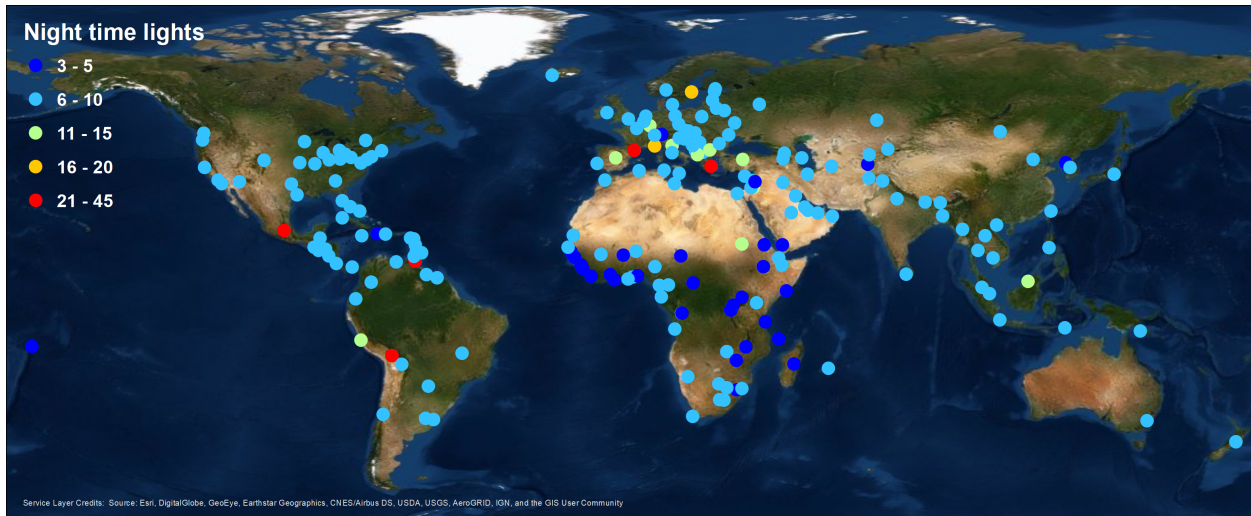 Night time lights
3 - 5
6 - 10
11 - 15
16 - 20
21 - 45
Service Layer Credits: Source: Esri, DigitalGlobe, GeoEye, Earthstar Geographics, CNES/Airbus DS, USDA, USGS, AeroGRID, IGN, and the GIS User Community